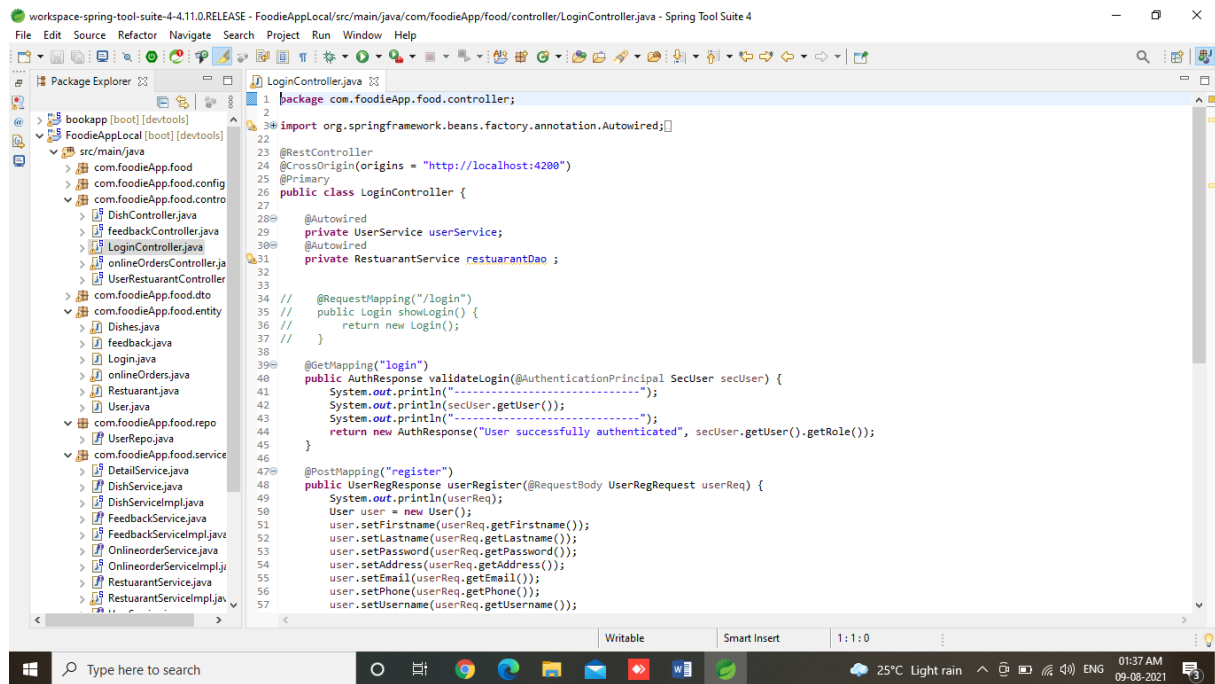 workspace-spring-tool-suite-4-4.11.0.RELEASE - FoodieAppLocal/src/main/java/com/foodieApp/food/controller/LoginController.java - Spring Tool Suite 4
File Edit Source Refactor Navigate Search Project Run Window Help
Package Explorer
LoginController.java
bookapp [boot] [devtools]
FoodieAppLocal [boot] [devtools]
src/main/java
com.foodieApp.food
com.foodieApp.food.config
com.foodieApp.food.contro
DishController.java
feedbackController.java
LoginController.java
onlineOrdersController.ja
UserRestuarantController
com.foodieApp.food.dto
com.foodieApp.food.entity
Dishes.java
feedback.java
Login.java
onlineOrders.java
Restuarant.java
User.java
com.foodieApp.food.repo
UserRepo.java
com.foodieApp.food.service
DetailService.java
DishService.java
DishServiceImpl.java
FeedbackService.java
FeedbackServiceImpl.java
OnlineorderService.java
OnlineorderServiceImpl.ja
RestuarantService.java
RestuarantServiceImpl.jav
1 package com.foodieApp.food.controller;
2
3 import org.springframework.beans.factory.annotation.Autowired;
22
23 @RestController
24 @CrossOrigin(origins = "http://localhost:4200")
25 @Primary
26 public class LoginController {
27
28 @Autowired
29 private UserService userService;
30 @Autowired
31 private RestuarantService restuarantDao ;
32
33
34 // @RequestMapping("/login")
35 // public Login showLogin() {
36 // return new Login();
37 // }
38
39 @GetMapping("login")
40 public AuthResponse validateLogin(@AuthenticationPrincipal SecUser secUser) {
41 System.out.println("------------------------------");
42 System.out.println(secUser.getUser());
43 System.out.println("------------------------------");
44 return new AuthResponse("User successfully authenticated", secUser.getUser().getRole());
45 }
46
47 @PostMapping("register")
48 public UserRegResponse userRegister(@RequestBody UserRegRequest userReq) {
49 System.out.println(userReq);
50 User user = new User();
51 user.setFirstname(userReq.getFirstname());
52 user.setLastname(userReq.getLastname());
53 user.setPassword(userReq.getPassword());
54 user.setAddress(userReq.getAddress());
55 user.setEmail(userReq.getEmail());
56 user.setPhone(userReq.getPhone());
57 user.setUsername(userReq.getUsername());
Writable Smart Insert 1:1:0
Type here to search
25°C Light rain ENG 01:37 AM
09-08-2021
3